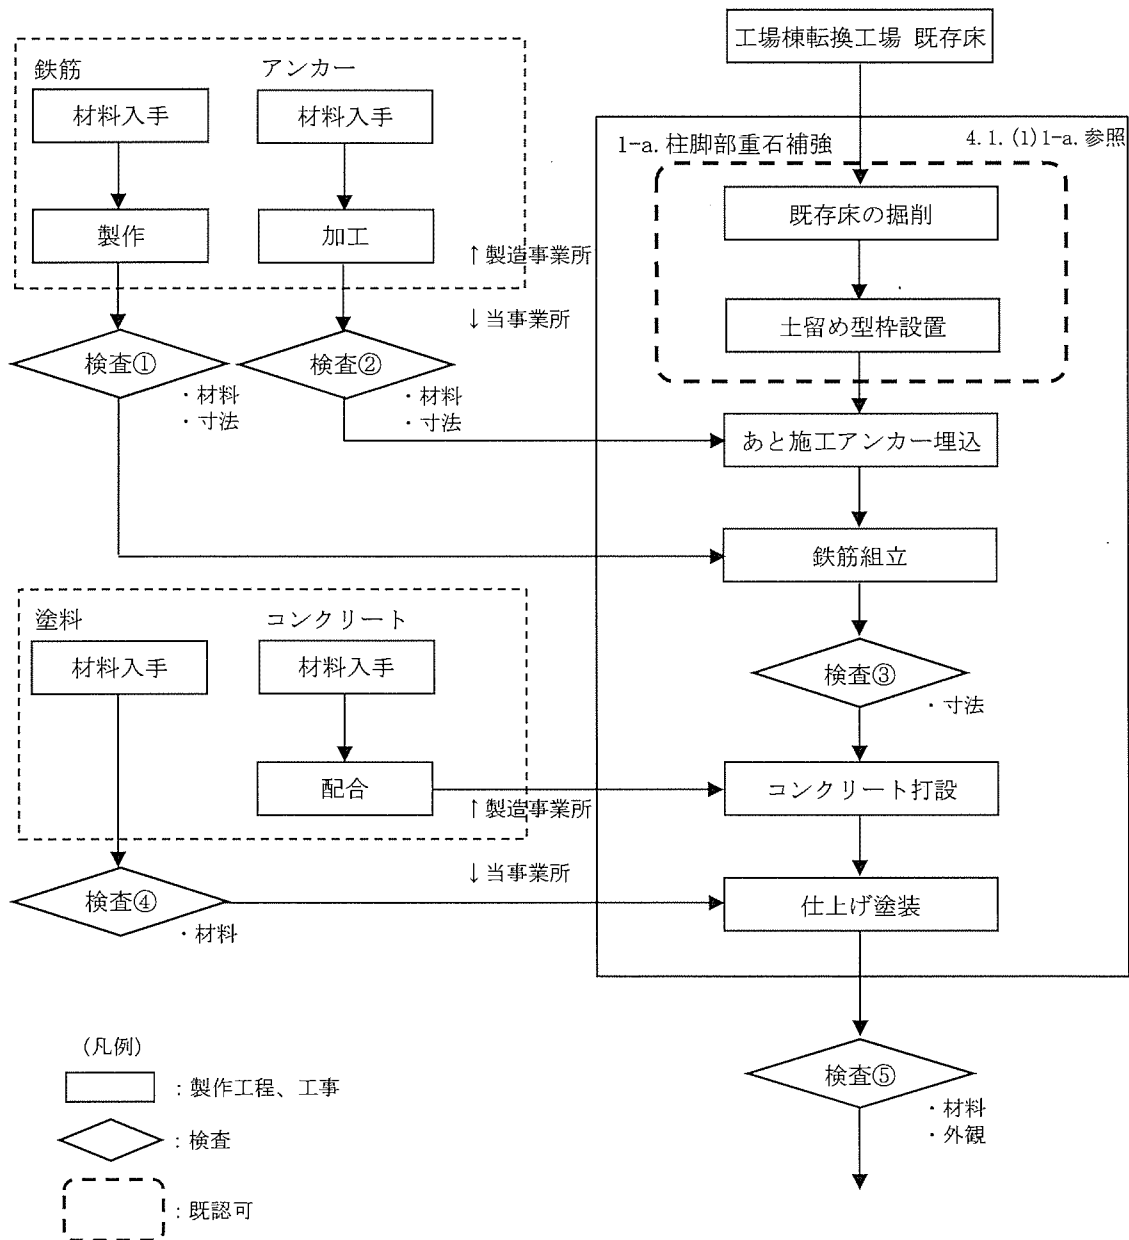 工場棟転換工場 既存床
鉄筋
アンカー
材料入手
材料入手
製作
加工
↑製造事業所
↓当事業所
検査①
・材料
・寸法
検査②
・材料
・寸法
1-a. 柱脚部重石補強
4.1.(1)1-a. 参照
既存床の掘削
土留め型枠設置
あと施工アンカー埋込
鉄筋組立
検査③
・寸法
塗料
コンクリート
材料入手
材料入手
配合
↑製造事業所
↓当事業所
コンクリート打設
検査④
・材料
仕上げ塗装
検査⑤
・材料
・外観
(凡例)
：製作工程、工事
：検査
：既認可